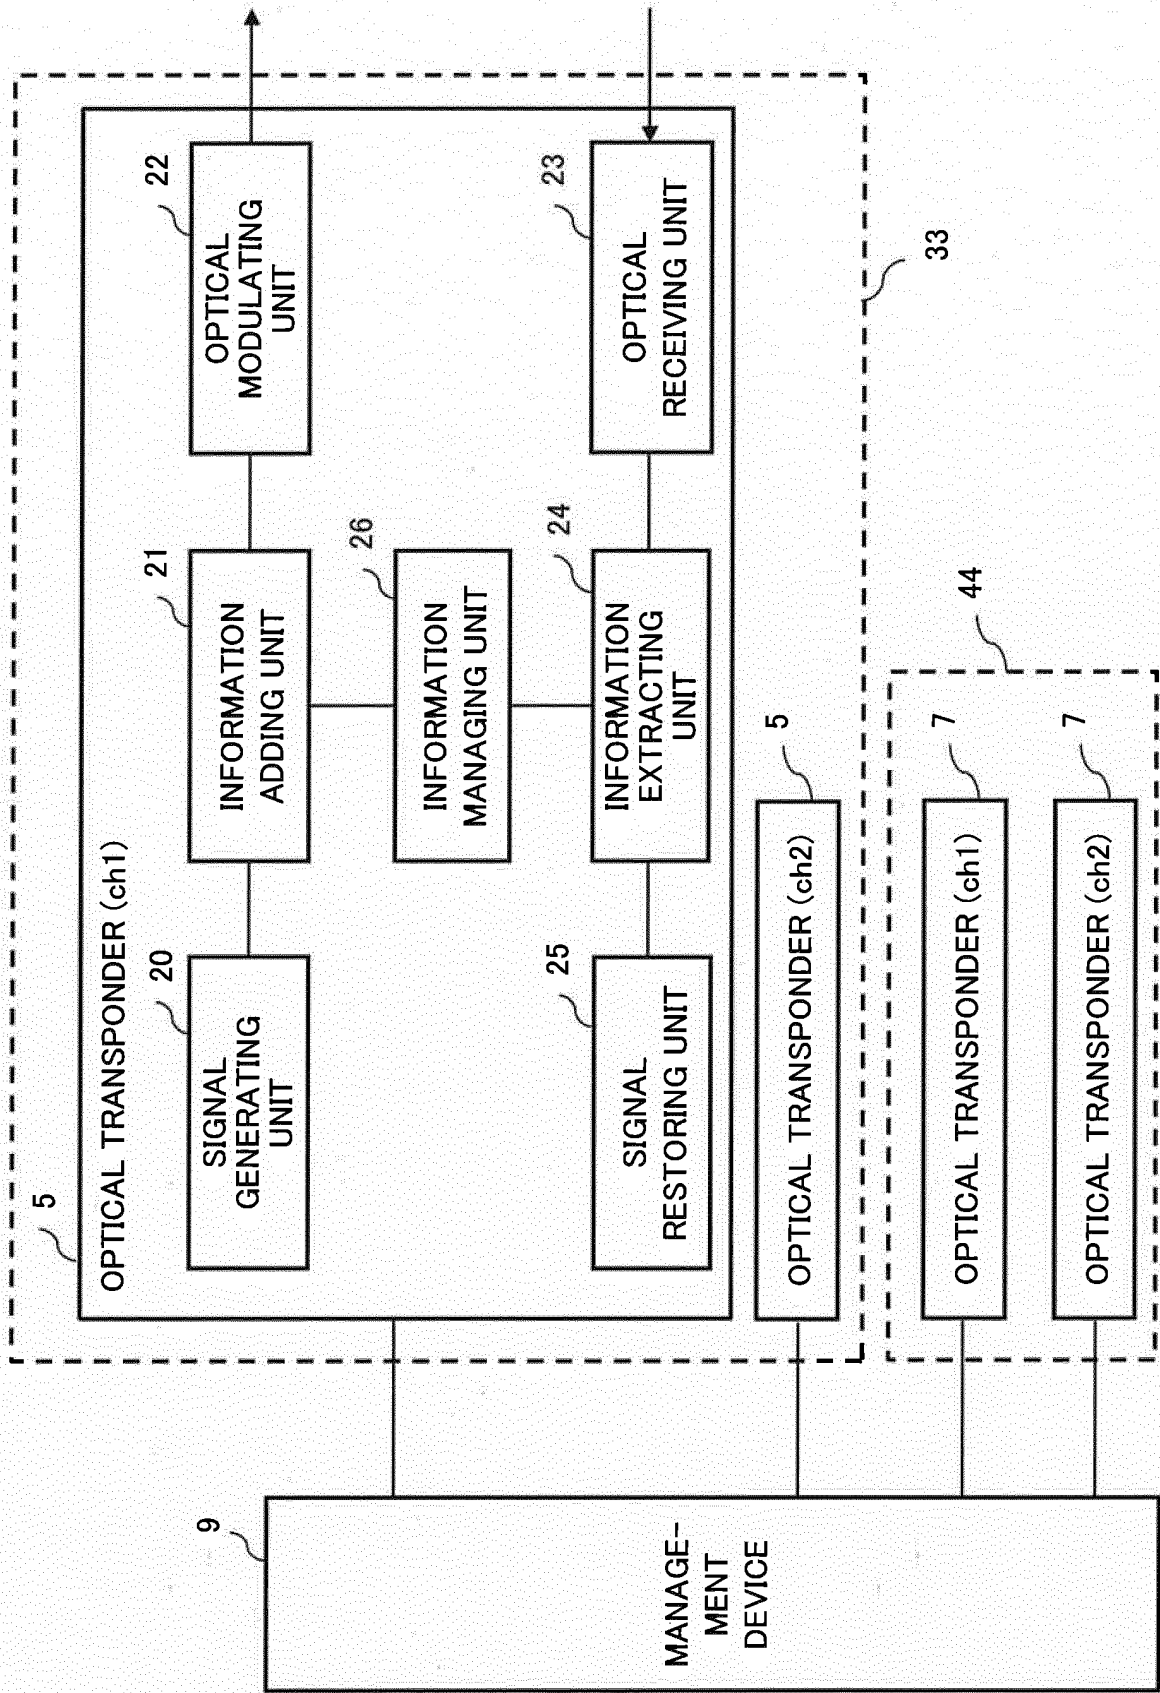 9
MANAGE-
MENT
DEVICE
5
OPTICAL TRANSPONDER (ch1)
20
SIGNAL
GENERATING
UNIT
21
INFORMATION
ADDING UNIT
22
OPTICAL
MODULATING
UNIT
26
INFORMATION
MANAGING UNIT
25
SIGNAL
RESTORING UNIT
24
INFORMATION
EXTRACTING
UNIT
23
OPTICAL
RECEIVING UNIT
5
OPTICAL TRANSPONDER (ch2)
33
44
7
OPTICAL TRANSPONDER (ch1)
7
OPTICAL TRANSPONDER (ch2)